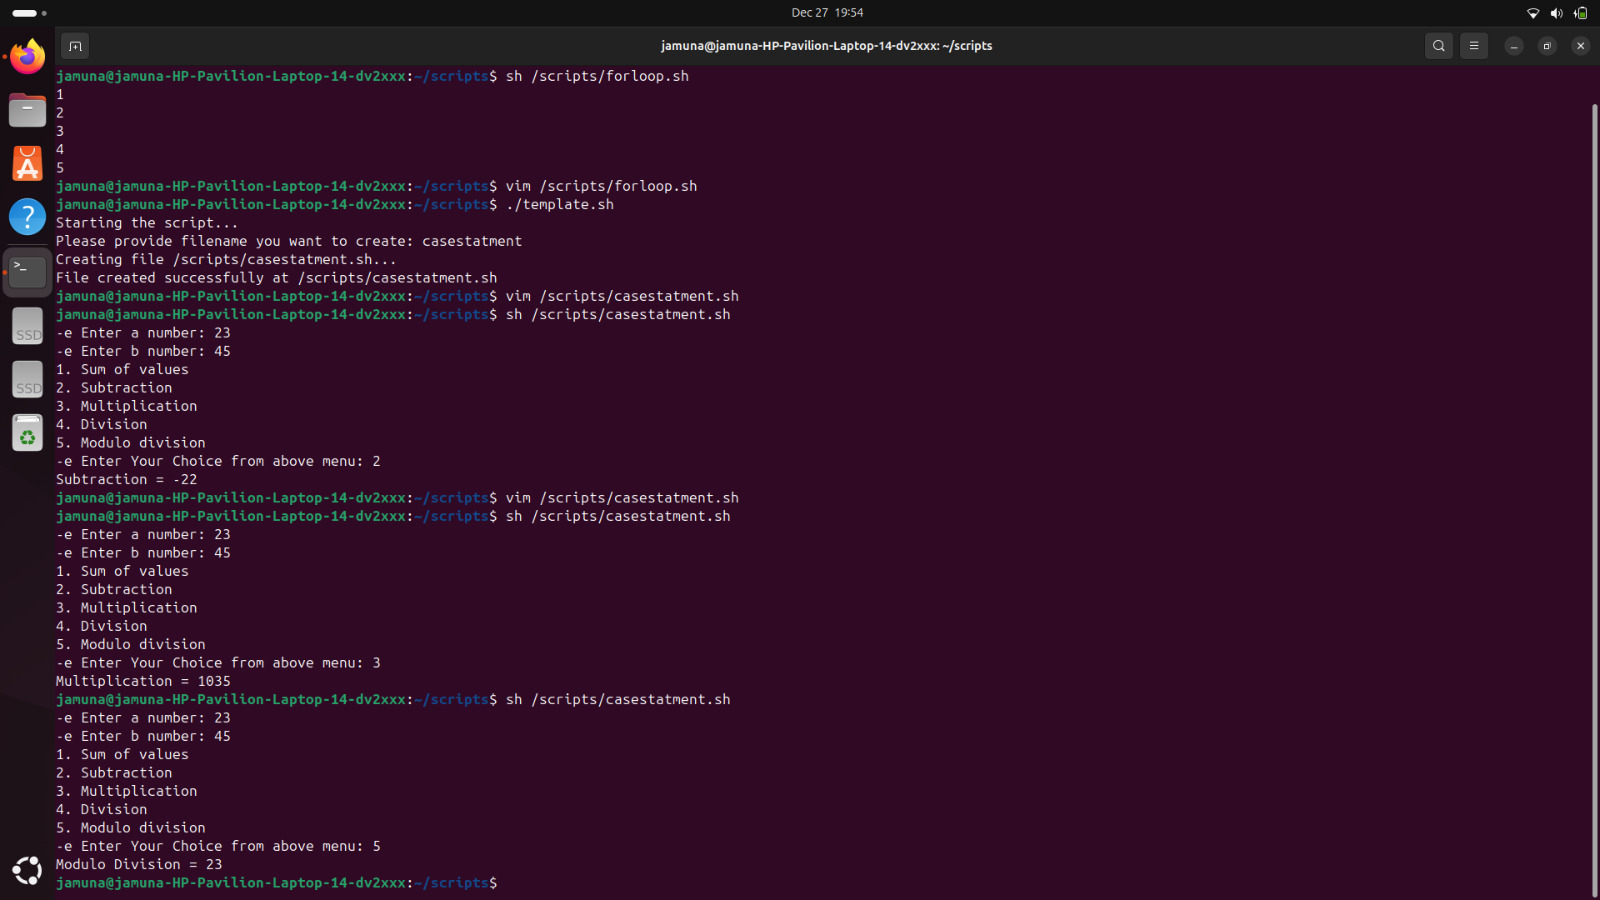 Dec 27 19:54
jamuna@jamuna-HP-Pavilion-Laptop-14-dv2xxx: ~/scripts
jamuna@jamuna-HP-Pavilion-Laptop-14-dv2xxx:~/scripts$ sh /scripts/forloop.sh
1
2
3
4
5
jamuna@jamuna-HP-Pavilion-Laptop-14-dv2xxx:~/scripts$ vim /scripts/forloop.sh
jamuna@jamuna-HP-Pavilion-Laptop-14-dv2xxx:~/scripts$ ./template.sh
Starting the script...
Please provide filename you want to create: casestatment
Creating file /scripts/casestatment.sh...
File created successfully at /scripts/casestatment.sh
jamuna@jamuna-HP-Pavilion-Laptop-14-dv2xxx:~/scripts$ vim /scripts/casestatment.sh
jamuna@jamuna-HP-Pavilion-Laptop-14-dv2xxx:~/scripts$ sh /scripts/casestatment.sh
-e Enter a number: 23
-e Enter b number: 45
1. Sum of values
2. Subtraction
3. Multiplication
4. Division
5. Modulo division
-e Enter Your Choice from above menu: 2
Subtraction = -22
jamuna@jamuna-HP-Pavilion-Laptop-14-dv2xxx:~/scripts$ vim /scripts/casestatment.sh
jamuna@jamuna-HP-Pavilion-Laptop-14-dv2xxx:~/scripts$ sh /scripts/casestatment.sh
-e Enter a number: 23
-e Enter b number: 45
1. Sum of values
2. Subtraction
3. Multiplication
4. Division
5. Modulo division
-e Enter Your Choice from above menu: 3
Multiplication = 1035
jamuna@jamuna-HP-Pavilion-Laptop-14-dv2xxx:~/scripts$ sh /scripts/casestatment.sh
-e Enter a number: 23
-e Enter b number: 45
1. Sum of values
2. Subtraction
3. Multiplication
4. Division
5. Modulo division
-e Enter Your Choice from above menu: 5
Modulo Division = 23
jamuna@jamuna-HP-Pavilion-Laptop-14-dv2xxx:~/scripts$
SSD
SSD